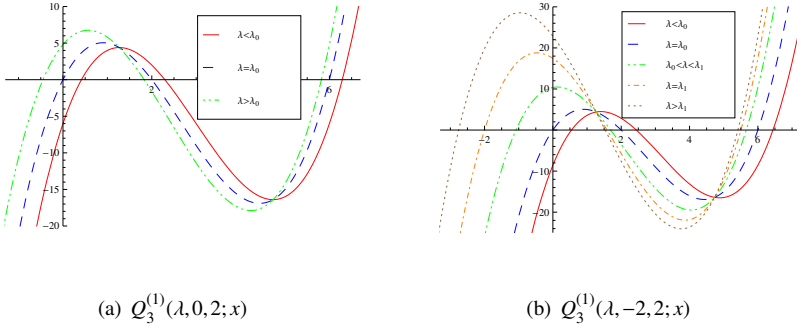 10
5
-5
-10
-15
-20
2
4
6
λ<λ₀
λ=λ₀
λ>λ₀
30
20
10
-10
-20
-2
2
4
6
λ<λ₀
λ=λ₀
λ₀<λ<λ₁
λ=λ₁
λ>λ₁
(a) Q₃⁽¹⁾(λ,0,2;x)
(b) Q₃⁽¹⁾(λ,−2,2;x)